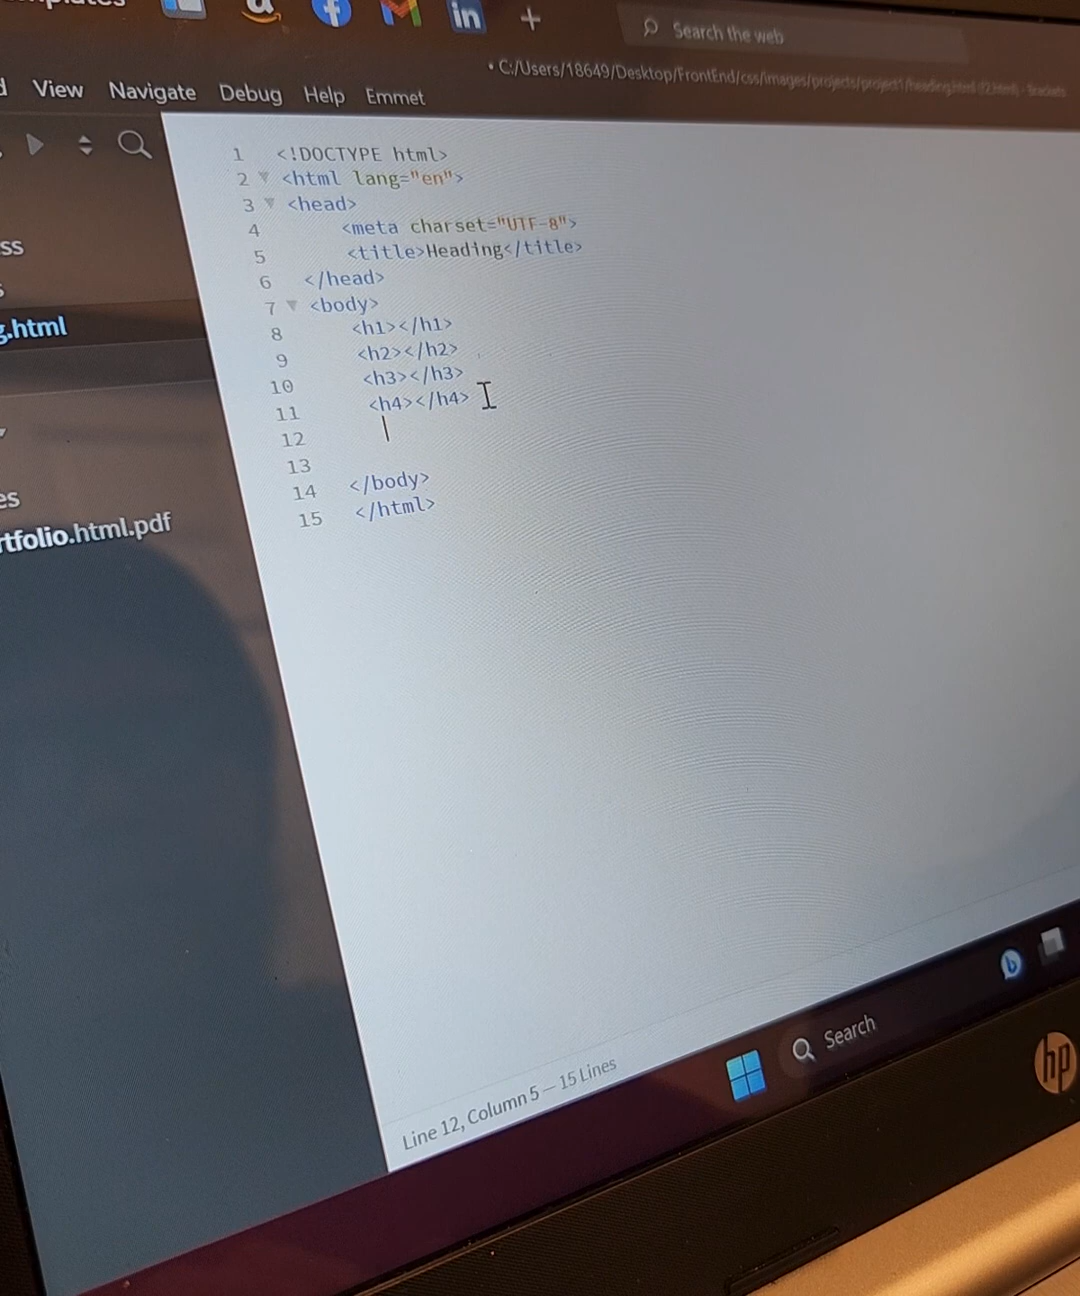 Search the web
C:/Users/18649/Desktop/FrontEnd/css/images/projects/project1/heading.html - Brackets
View Navigate Debug Help Emmet
1 <!DOCTYPE html>
2 <html lang="en">
3 <head>
4 <meta charset="UTF-8">
5 <title>Heading</title>
6 </head>
7 <body>
8 <h1></h1>
9 <h2></h2>
10 <h3></h3>
11 <h4></h4>
12
13
14 </body>
15 </html>
ss
g.html
es
rtfolio.html.pdf
Line 12, Column 5 — 15 Lines
Search
hp
in